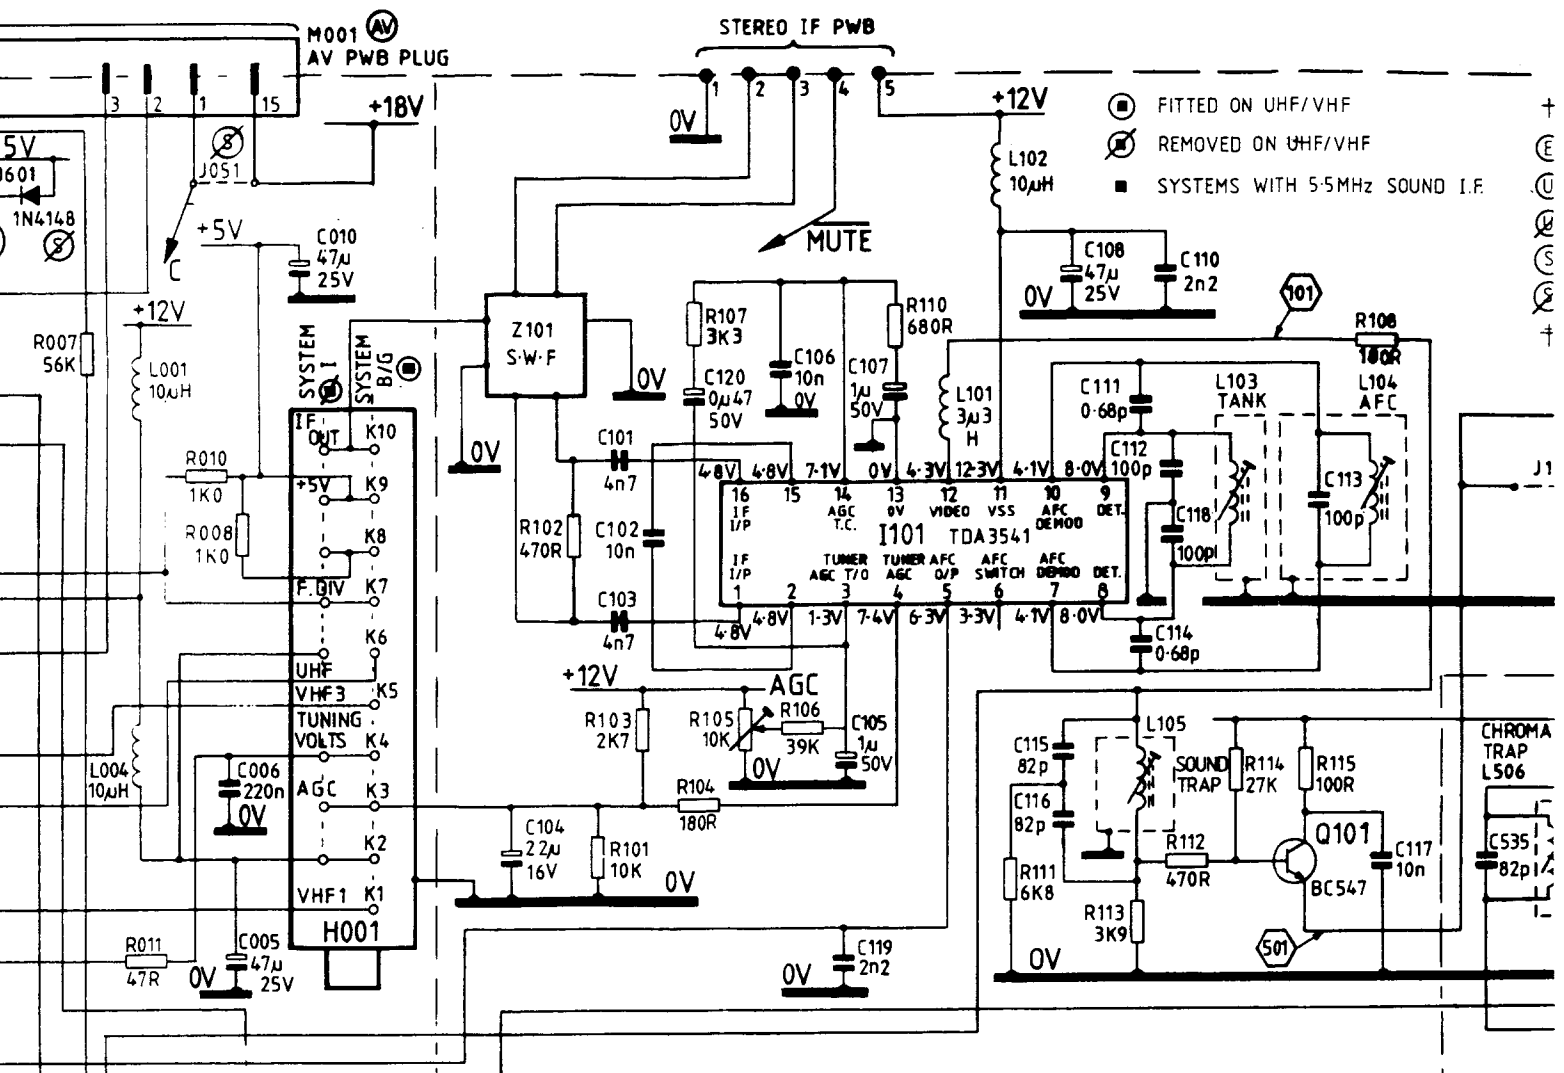 M001 AV
AV PWB PLUG
STEREO IF PWB
3 2 1 15
1 2 3 4 5
+18V
0V
+12V
FITTED ON UHF/VHF
REMOVED ON UHF/VHF
SYSTEMS WITH 5·5MHz SOUND I.F.
5V
1N4148
S
S
J051
C
+5V
C010
47µ
25V
L102
10µH
MUTE
C108
47µ
25V
C110
2n2
0V
101
+12V
R007
56K
L001
10µH
SYSTEM
I
SYSTEM
B/G
Z101
S·W·F
0V
0V
R107
3K3
C120
0µ47
50V
C106
10n
0V
R110
680R
C107
1µ
50V
L101
3µ3
H
R108
C111
0·68p
L103
TANK
L104
AFC
C112
100p
C113
100p
C118
100p
IF
OUT
K10
+5V
K9
K8
F.DIV
K7
K6
UHF
VHF3
K5
TUNING
VOLTS
K4
AGC
K3
K2
VHF1
K1
H001
R010
1K0
R008
1K0
C101
4n7
R102
470R
C102
10n
C103
4n7
4·8V 4·8V 7·1V 0V 4·3V 12·3V 4·1V 8·0V
16 15 14 13 12 11 10 9
IF
I/P
AGC
T.C.
0V
VIDEO
VSS
AFC
DEMOD
DET.
I101 TDA3541
IF
I/P
TUNER
AGC T/O
TUNER
AGC
AFC
O/P
AFC
SWITCH
AFC
DEMOD
DET.
1 2 3 4 5 6 7 8
4·8V 4·8V 1·3V 7·4V 6·3V 3·3V 4·1V 8·0V
J1
C114
0·68p
+12V
AGC
R103
2K7
R105
10K
R106
39K
C105
1µ
50V
0V
R104
180R
L004
10µH
C006
220n
0V
C104
22µ
16V
R101
10K
0V
R011
47R
C005
47µ
25V
0V
C119
2n2
0V
C115
82p
C116
82p
L105
SOUND
TRAP
R114
27K
R115
100R
R111
6K8
R112
470R
R113
3K9
Q101
BC547
C117
10n
501
0V
CHROMA
TRAP
L506
C535
82p